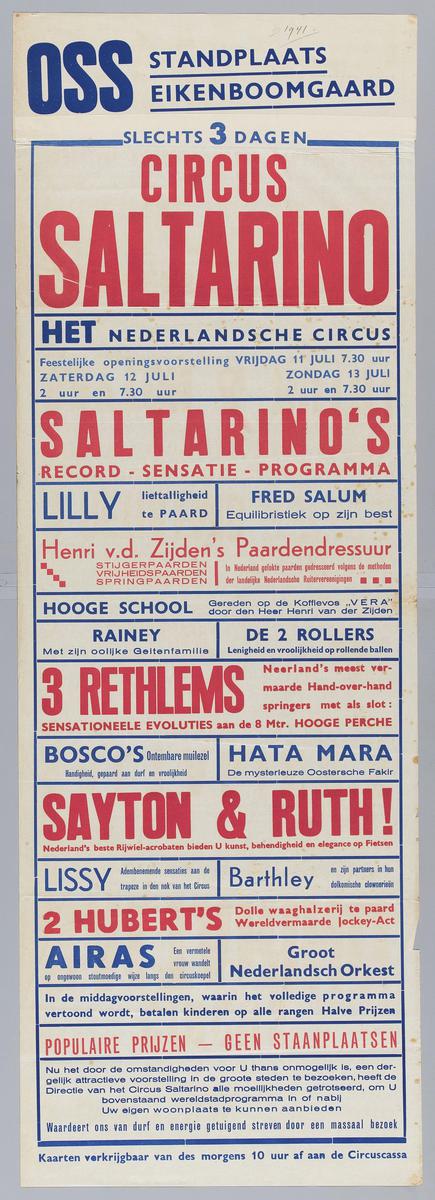 1941
OSS
STANDPLAATS
EIKENBOOMGAARD
SLECHTS 3 DAGEN
CIRCUS
SALTARINO
HET NEDERLANDSCHE CIRCUS
Feestelijke openingsvoorstelling VRIJDAG 11 JULI 7.30 uur
ZATERDAG 12 JULI
2 uur en 7.30 uur
ZONDAG 13 JULI
2 uur en 7.30 uur
SALTARINO'S
RECORD - SENSATIE - PROGRAMMA
LILLY
lieftalligheid
te PAARD
FRED SALUM
Equilibristiek op zijn best
Henri v.d. Zijden's Paardendressuur
STIJGERPAARDEN
VRIJHEIDSPAARDEN
SPRINGPAARDEN
In Nederland gefokte paarden gedresseerd volgens de methoden
der landelijke Nederlandsche Ruitervereenigingen
HOOGE SCHOOL
Gereden op de Koffievos „VERA"
door den Heer Henri van der Zijden
RAINEY
Met zijn oolijke Geitenfamilie
DE 2 ROLLERS
Lenigheid en vroolijkheid op rollende ballen
3 RETHLEMS
Neerland's meest ver-
maarde Hand-over-hand
springers met als slot:
SENSATIONEELE EVOLUTIES aan de 8 Mtr. HOOGE PERCHE
BOSCO'S Ontembare muilezel
Handigheid, gepaard aan durf en vroolijkheid
HATA MARA
De mysterieuze Oostersche Fakir
SAYTON & RUTH!
Nederland's beste Rijwiel-acrobaten bieden U kunst, behendigheid en elegance op Fietsen
LISSY
Adembenemende sensaties aan de
trapeze in den nok van het Circus
Barthley
en zijn partners in hun
dolkomische clownerieën
2 HUBERT'S
Dolle waaghalzerij te paard
Wereldvermaarde Jockey-Act
AIRAS
Een vermetele
vrouw wandelt
op ongewoon stoutmoedige wijze langs den circuskoepel
Groot
Nederlandsch Orkest
In de middagvoorstellingen, waarin het volledige programma
vertoond wordt, betalen kinderen op alle rangen Halve Prijzen
POPULAIRE PRIJZEN — GEEN STAANPLAATSEN
Nu het door de omstandigheden voor U thans onmogelijk is, een der-
gelijk attractieve voorstelling in de groote steden te bezoeken, heeft de
Directie van het Circus Saltarino alle moeilijkheden getrotseerd, om U
bovenstaand wereldstadprogramma in of nabij
Uw eigen woonplaats te kunnen aanbieden
Waardeert ons van durf en energie getuigend streven door een massaal bezoek
Kaarten verkrijgbaar van des morgens 10 uur af aan de Circuscassa